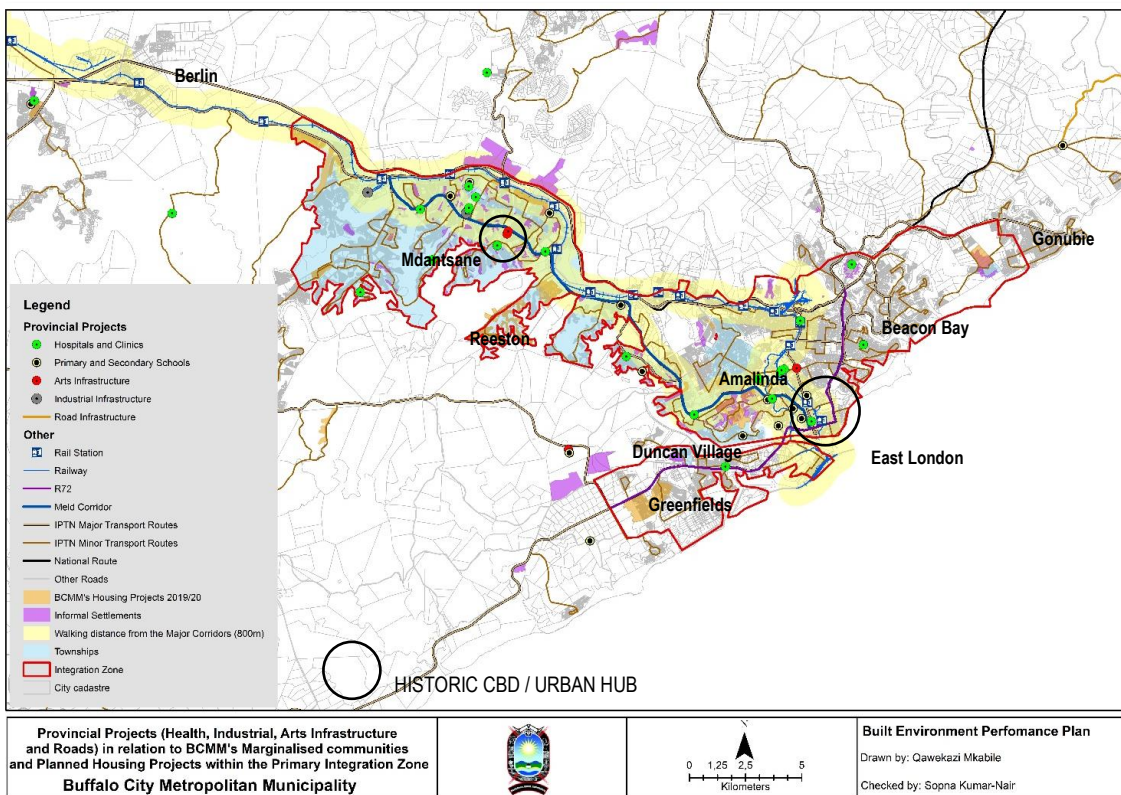 Berlin
Gonubie
Mdantsane
Beacon Bay
Reeston
Amalinda
Duncan Village
East London
Greenfields
Legend
Provincial Projects
Hospitals and Clinics
Primary and Secondary Schools
Arts Infrastructure
Industrial Infrastructure
Road Infrastructure
Other
Rail Station
Railway
R72
Meld Corridor
IPTN Major Transport Routes
IPTN Minor Transport Routes
National Route
Other Roads
BCMM's Housing Projects 2019/20
Informal Settlements
Walking distance from the Major Corridors (800m)
Townships
Integration Zone
City cadastre
HISTORIC CBD / URBAN HUB
Provincial Projects (Health, Industrial, Arts Infrastructure
and Roads) in relation to BCMM's Marginalised communities
and Planned Housing Projects within the Primary Integration Zone
Buffalo City Metropolitan Municipality
N
0 1,25 2,5 5
Kilometers
Built Environment Perfomance Plan
Drawn by: Qawekazi Mkabile
Checked by: Sopna Kumar-Nair